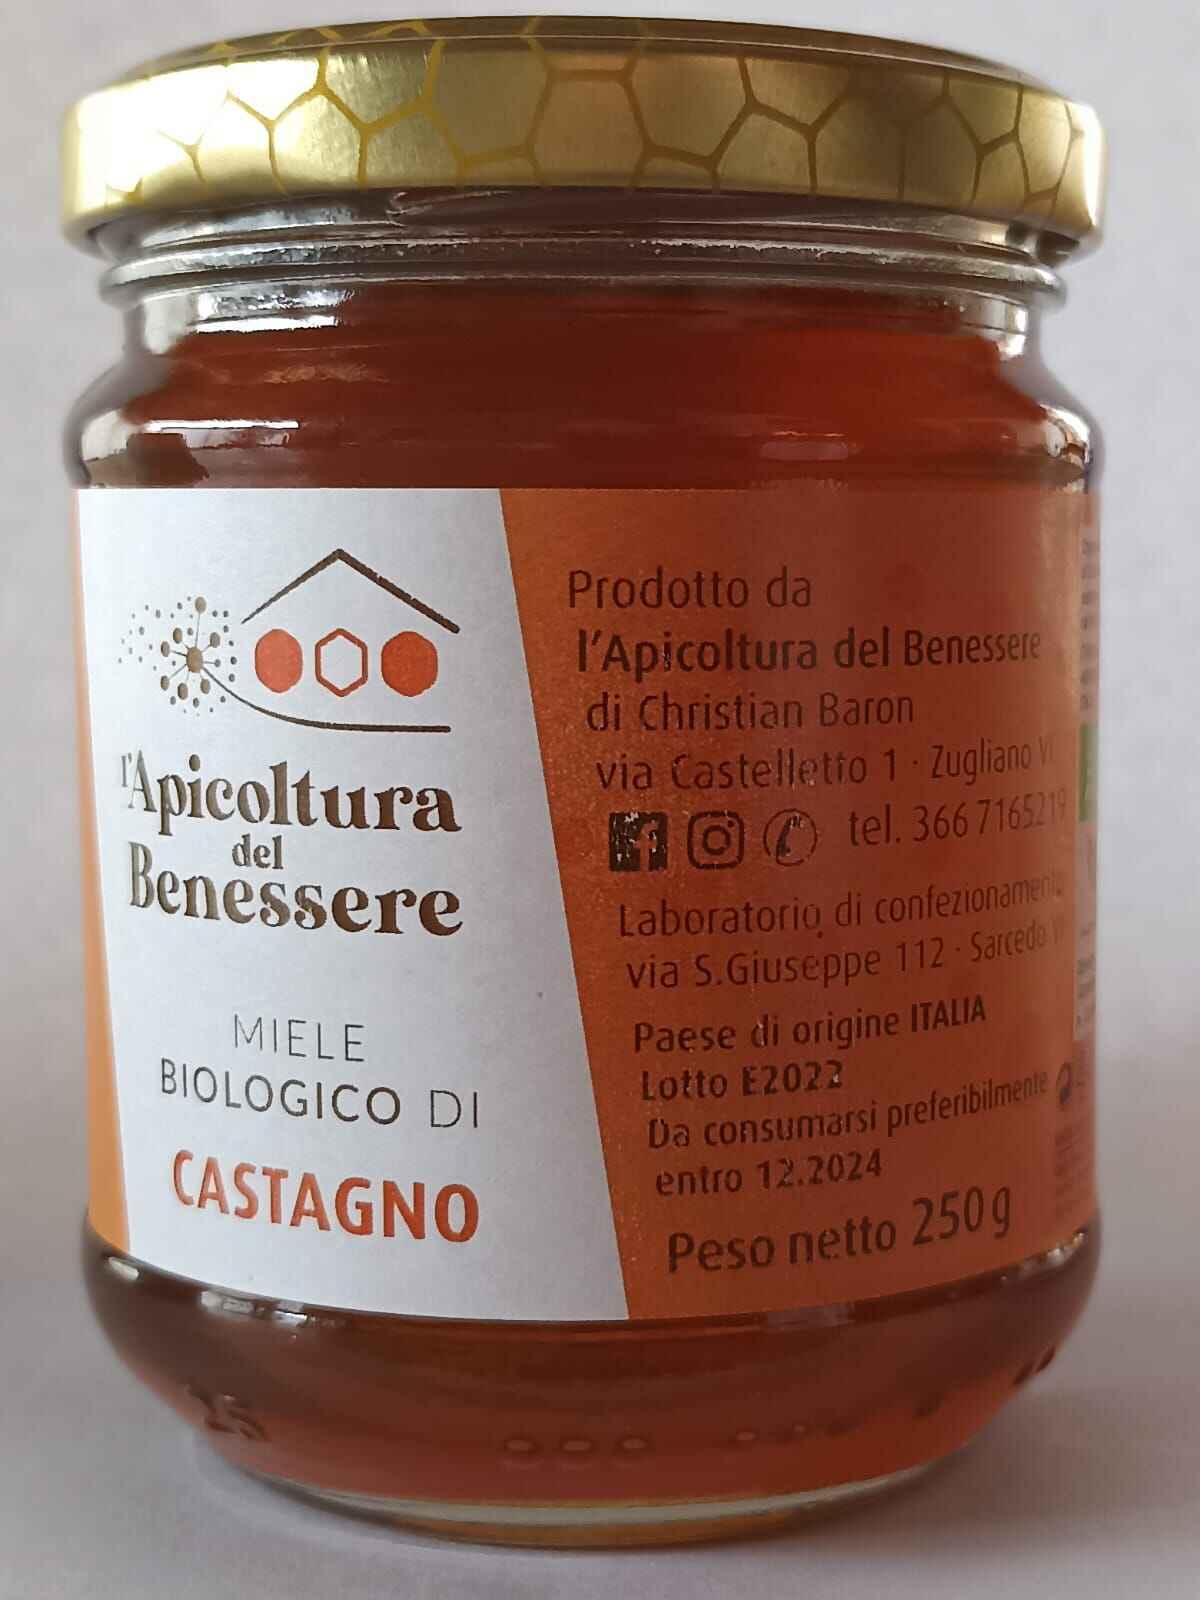 l'Apicoltura
del
Benessere
MIELE
BIOLOGICO DI
CASTAGNO
Prodotto da
l'Apicoltura del Benessere
di Christian Baron
via Castelletto 1 · Zugliano
tel. 366 7165219
Laboratorio di confezionamento
via S.Giuseppe 112 · Sarcedo
Paese di origine ITALIA
Lotto E2022
Da consumarsi preferibilmente
entro 12.2024
Peso netto 250 g